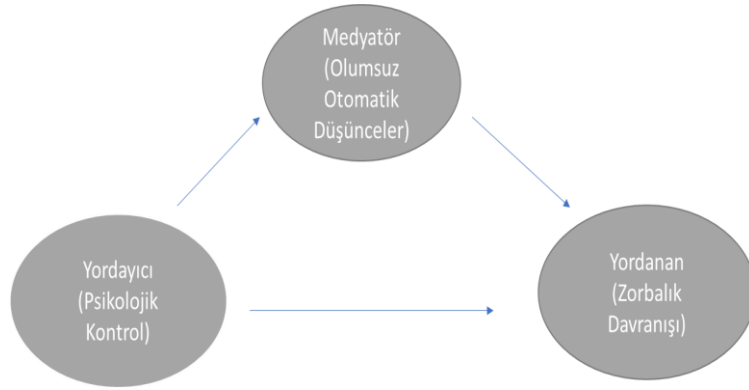 Medyatör
(Olumsuz
Otomatik
Düşünceler)
Yordayıcı
(Psikolojik
Kontrol)
Yordanan
(Zorbalık
Davranışı)